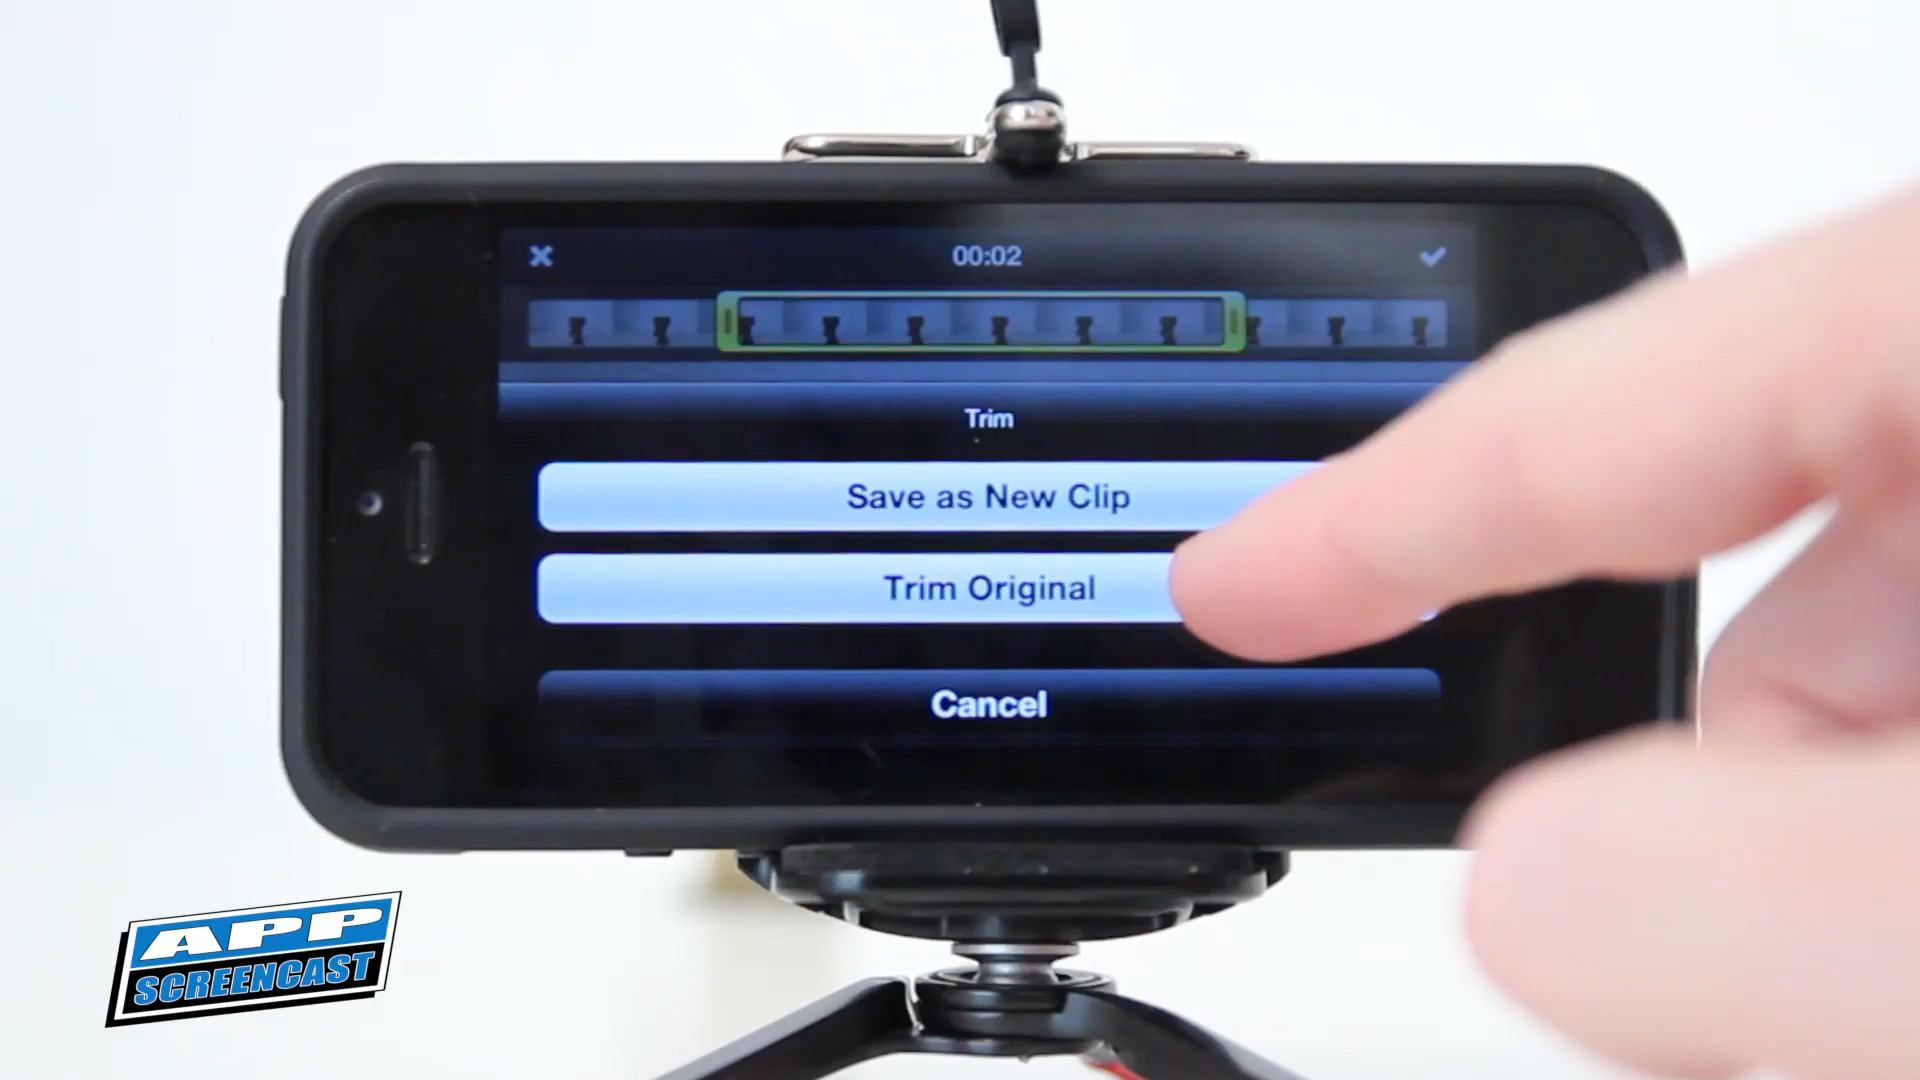 00:02
Trim
Save as New Clip
Trim Original
Cancel
APP
SCREENCAST